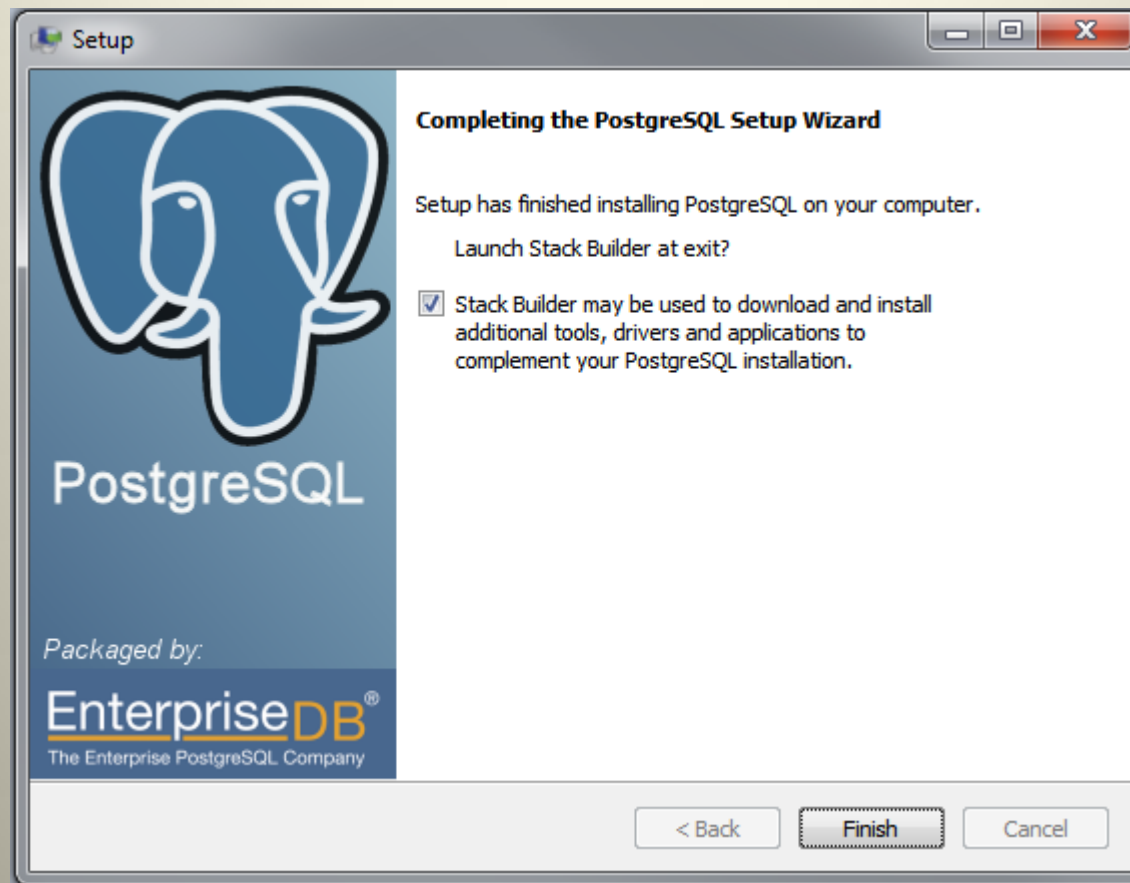 Setup
Completing the PostgreSQL Setup Wizard
Setup has finished installing PostgreSQL on your computer.
Launch Stack Builder at exit?
Stack Builder may be used to download and install
additional tools, drivers and applications to
complement your PostgreSQL installation.
PostgreSQL
Packaged by:
EnterpriseDB®
The Enterprise PostgreSQL Company
< Back
Finish
Cancel